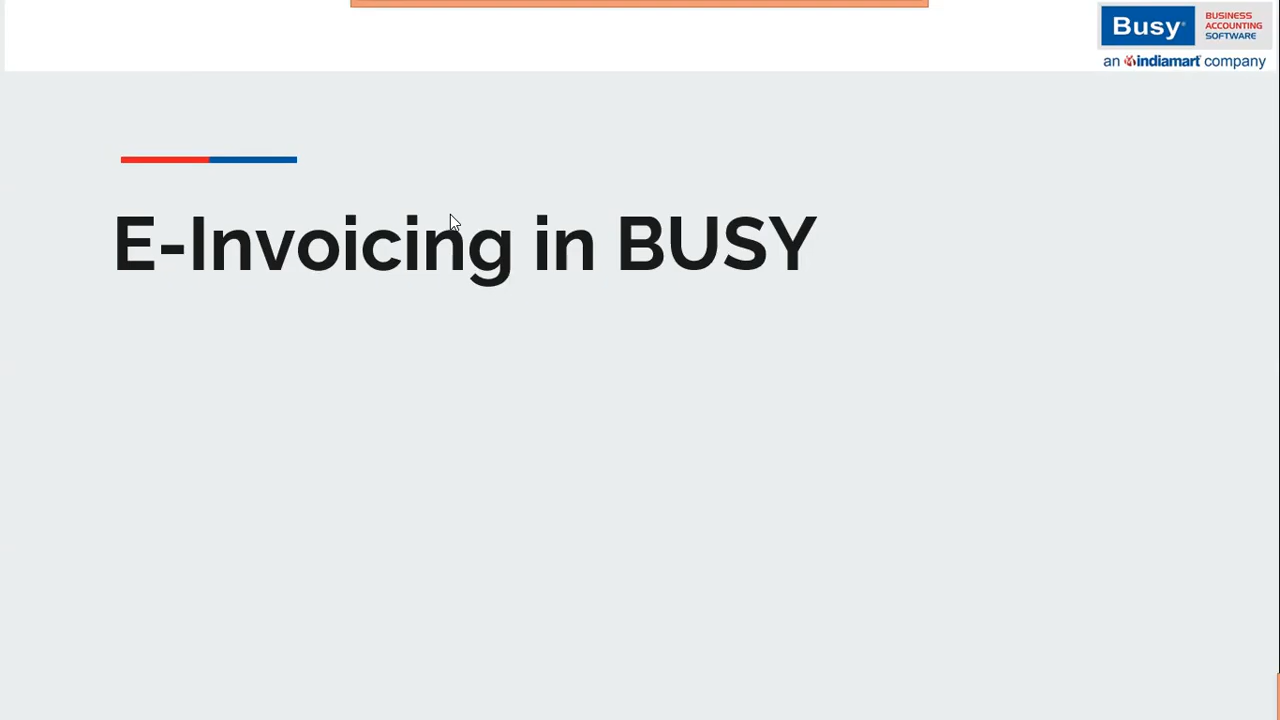 Busy
BUSINESS
ACCOUNTING
SOFTWARE
an indiamart company
E-Invoicing in BUSY